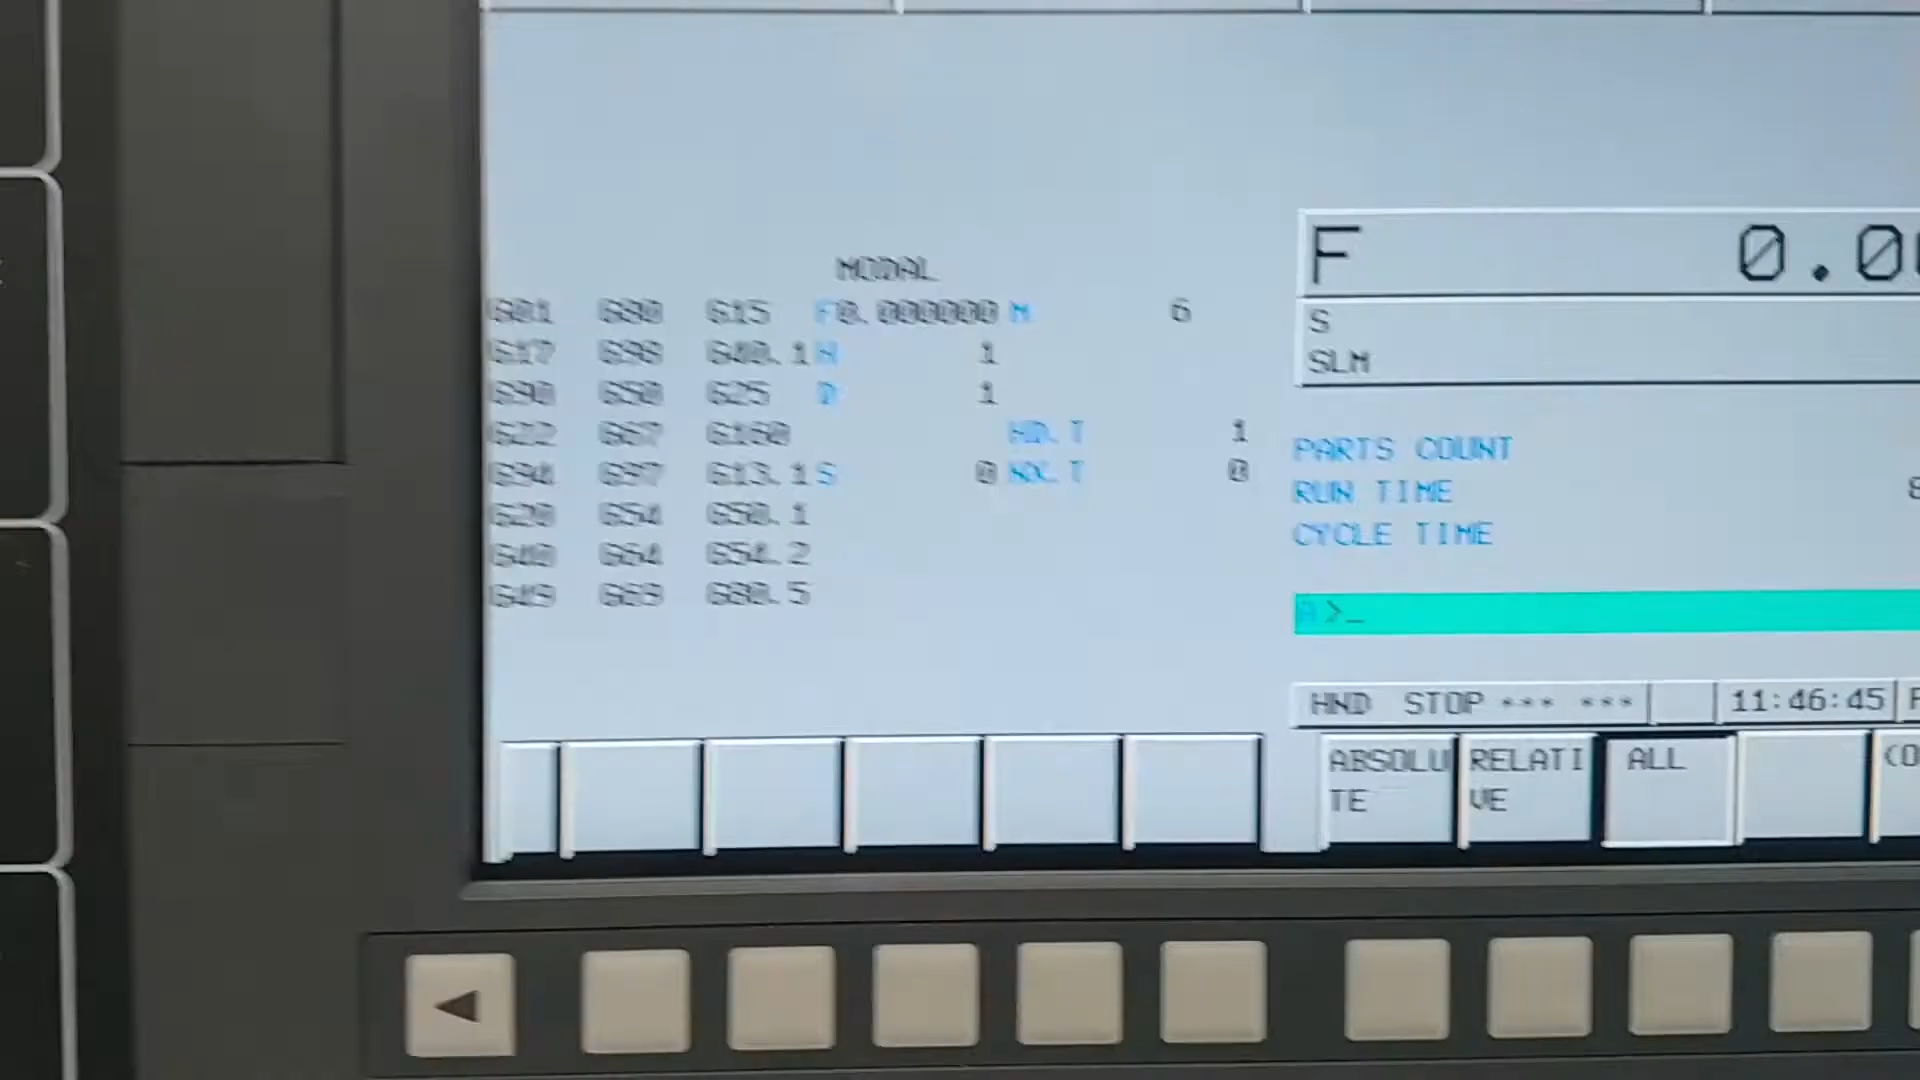 MODAL
G01 G80 G15 F0.000000 M 6
G17 G98 G40.1 H 1
G90 G50 G25 D 1
G22 G67 G160 HD.T 1
G94 G97 G13.1 S 0 NX.T 0
G20 G54 G50.1
G40 G64 G54.2
G49 G69 G80.5
F 0.0
S
SLM
PARTS COUNT
RUN TIME
CYCLE TIME
A>_
HND STOP *** *** 11:46:45
ABSOLUTE RELATIVE ALL (O